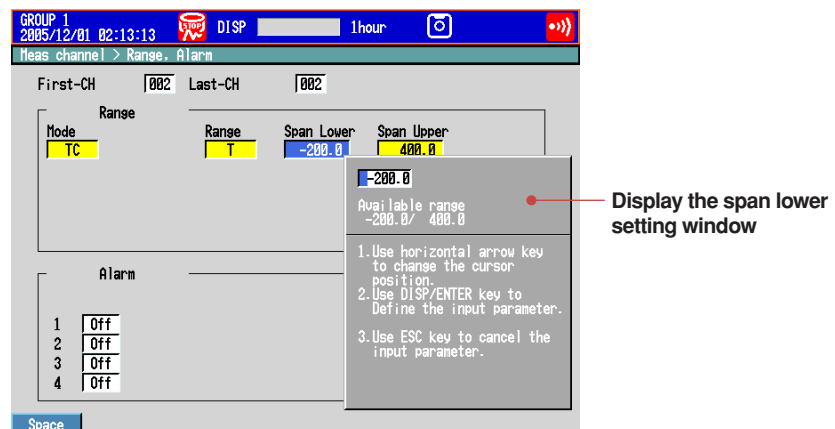 GROUP 1
2005/12/01 02:13:13
STOP
DISP
1hour
Meas channel > Range, Alarm
First-CH 002 Last-CH 002
Range
Mode Range Span Lower Span Upper
TC T -200.0 400.0
-200.0
Available range
-200.0/ 400.0
Display the span lower
setting window
1.Use horizontal arrow key
to change the cursor
position.
2.Use DISP/ENTER key to
Define the input parameter.
3.Use ESC key to cancel the
input parameter.
Alarm
1 Off
2 Off
3 Off
4 Off
Space